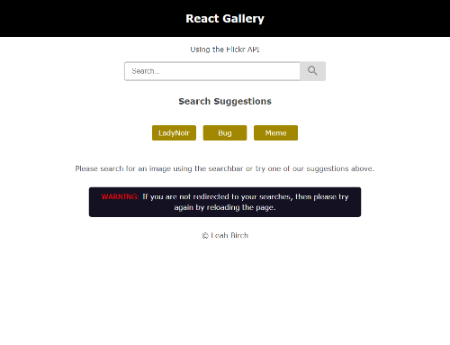 React Gallery
Using the Flickr API
Search...
Search Suggestions
LadyNoir
Bug
Meme
Please search for an image using the searchbar or try one of our suggestions above.
WARNING: If you are not redirected to your searches, then please try
again by reloading the page.
© Leah Birch